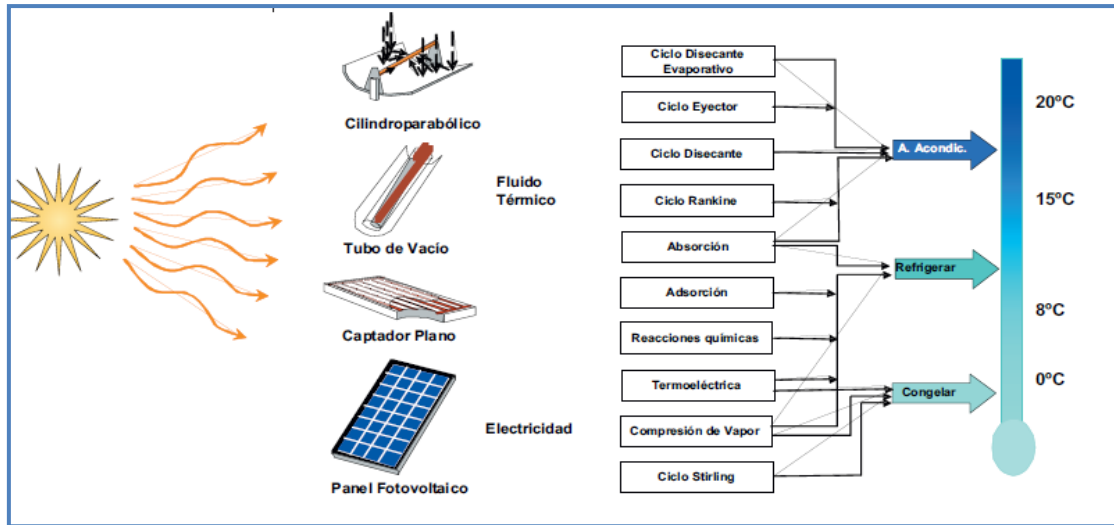 Cilindroparabólico
Tubo de Vacío
Captador Plano
Panel Fotovoltaico
Fluido
Térmico
Electricidad
Ciclo Disecante
Evaporativo
Ciclo Eyector
Ciclo Disecante
Ciclo Rankine
Absorción
Adsorción
Reacciones químicas
Termoeléctrica
Compresión de Vapor
Ciclo Stirling
A. Acondic.
Refrigerar
Congelar
20ºC
15ºC
8ºC
0ºC